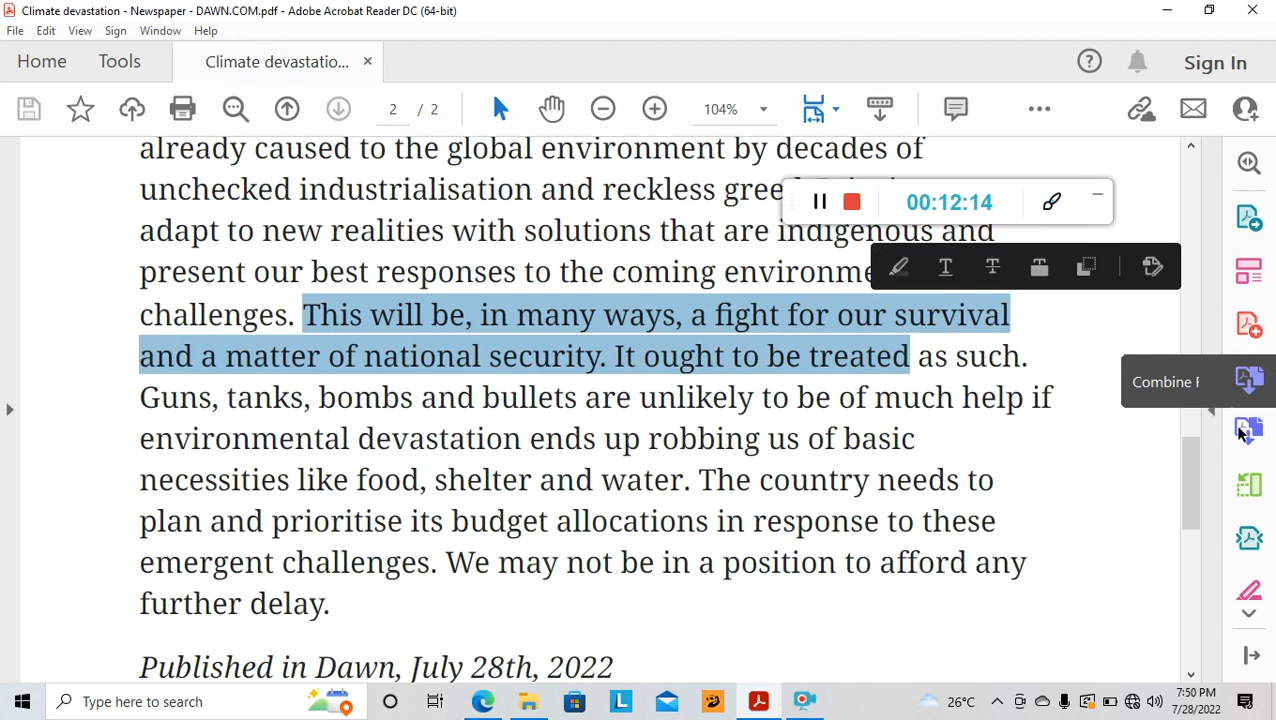 Climate devastation - Newspaper - DAWN.COM.pdf - Adobe Acrobat Reader DC (64-bit)
File Edit View Sign Window Help
Home Tools Climate devastatio... × Sign In
2 / 2 104%
already caused to the global environment by decades of
unchecked industrialisation and reckless
00:12:14
adapt to new realities with solutions that are indigenous and
present our best responses to the coming
challenges. This will be, in many ways, a fight for our survival
and a matter of national security. It ought to be treated as such.
Combine F
Guns, tanks, bombs and bullets are unlikely to be of much help if
environmental devastation ends up robbing us of basic
necessities like food, shelter and water. The country needs to
plan and prioritise its budget allocations in response to these
emergent challenges. We may not be in a position to afford any
further delay.
Published in Dawn, July 28th, 2022
Type here to search
26°C
7:50 PM
7/28/2022